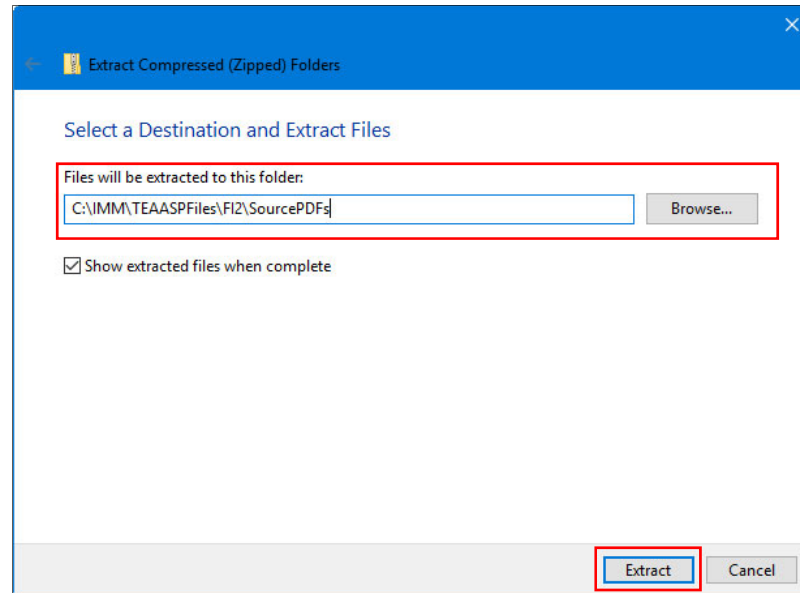 Extract Compressed (Zipped) Folders
Select a Destination and Extract Files
Files will be extracted to this folder:
C:\IMM\TEAASPFiles\FI2\SourcePDFs
Browse...
Show extracted files when complete
Extract
Cancel